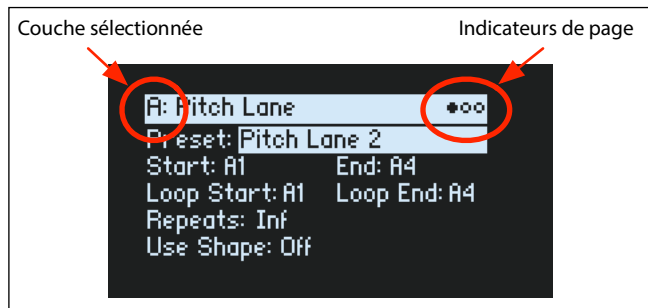 Couche sélectionnée
Indicateurs de page
A: Pitch Lane
Preset: Pitch Lane 2
Start: A1 End: A4
Loop Start: A1 Loop End: A4
Repeats: Inf
Use Shape: Off